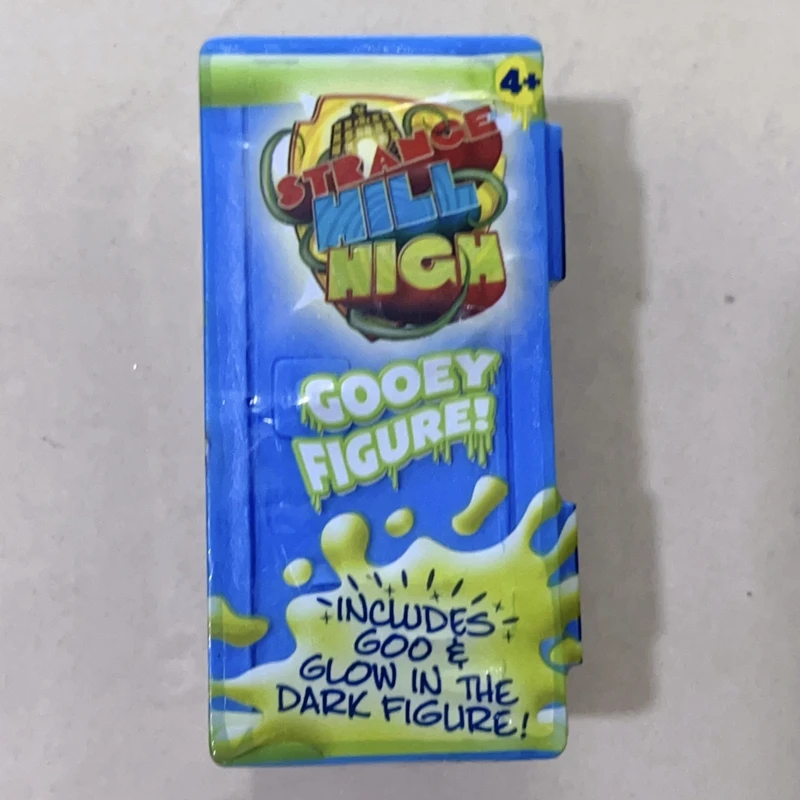 4+
STRANGE
HILL
HIGH
GOOEY
FIGURE!
INCLUDES
GOO &
GLOW IN THE
DARK FIGURE!